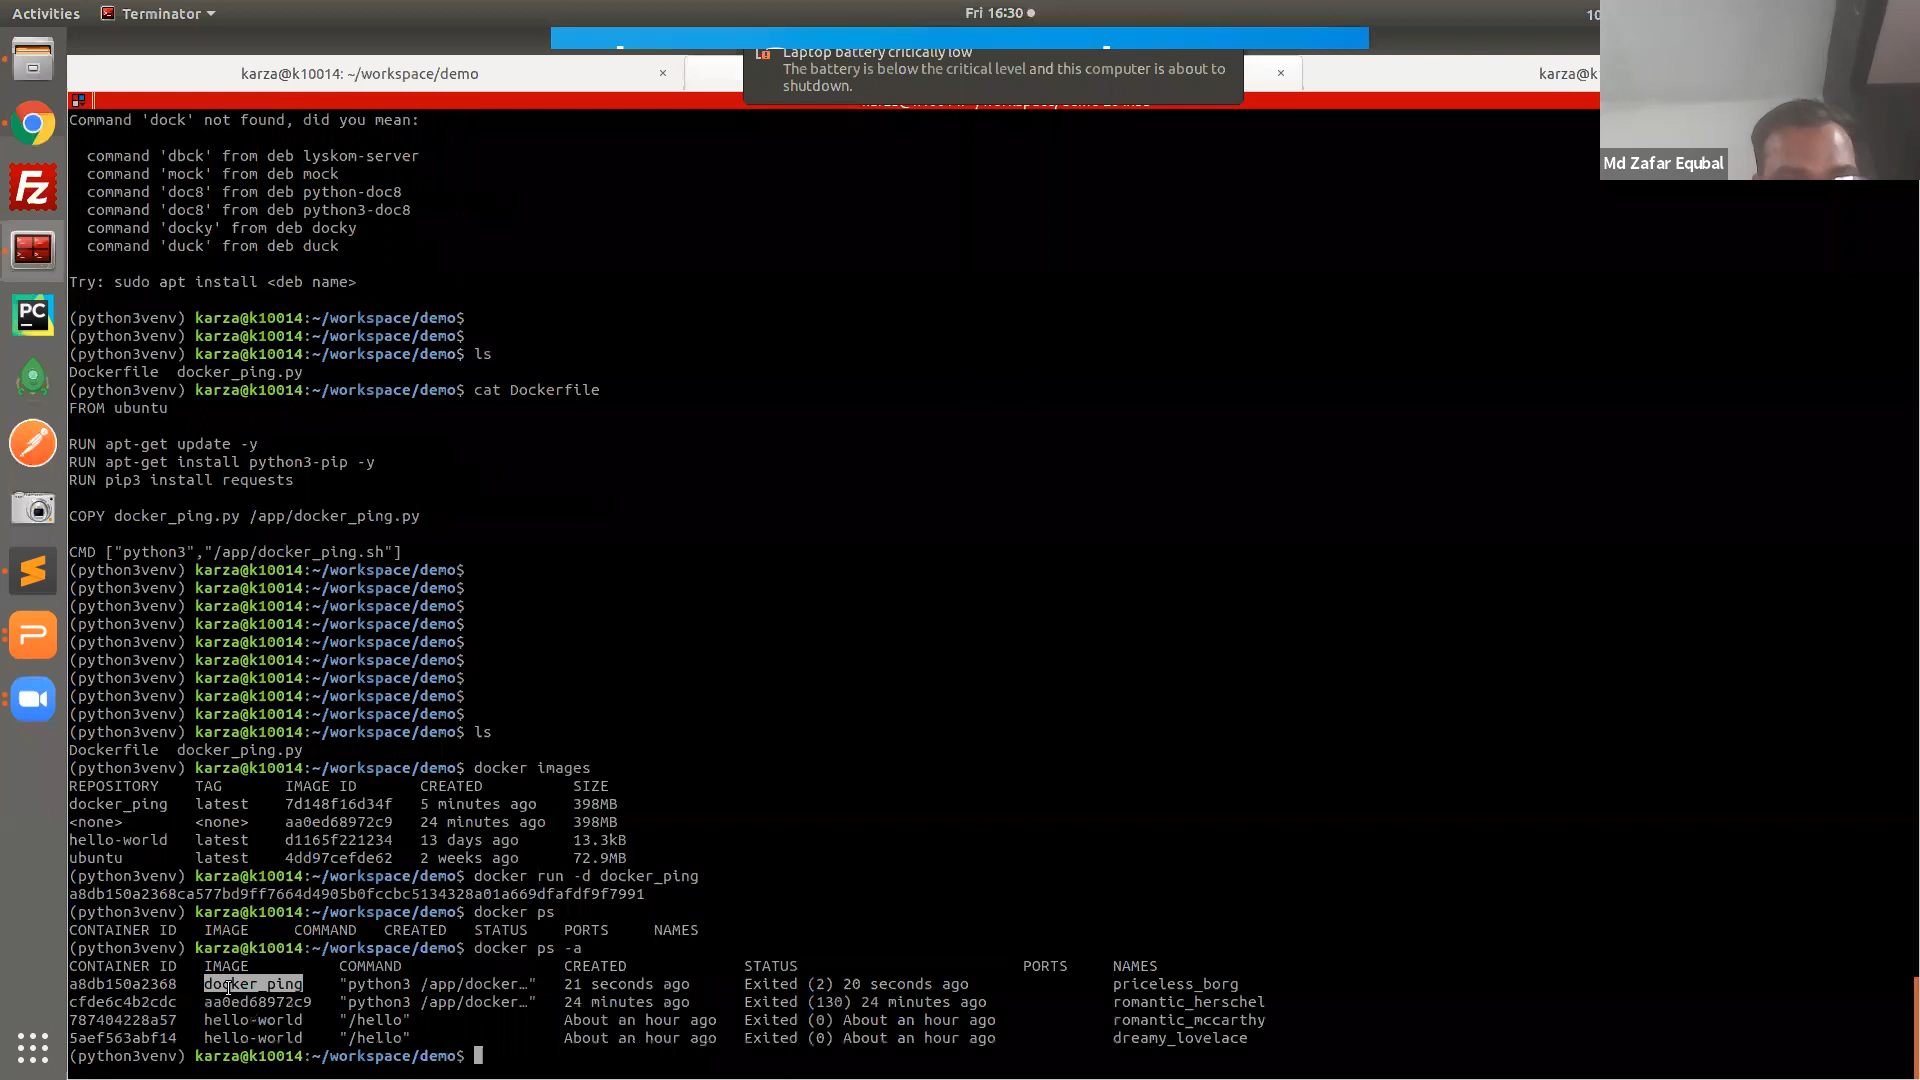 Activities Terminator Fri 16:30 10
Laptop battery critically low
The battery is below the critical level and this computer is about to
shutdown.
karza@k10014: ~/workspace/demo × × karza@k
Md Zafar Equbal
Command 'dock' not found, did you mean:
command 'dbck' from deb lyskom-server
command 'mock' from deb mock
command 'doc8' from deb python-doc8
command 'doc8' from deb python3-doc8
command 'docky' from deb docky
command 'duck' from deb duck
Try: sudo apt install <deb name>
(python3venv) karza@k10014:~/workspace/demo$
(python3venv) karza@k10014:~/workspace/demo$
(python3venv) karza@k10014:~/workspace/demo$ ls
Dockerfile docker_ping.py
(python3venv) karza@k10014:~/workspace/demo$ cat Dockerfile
FROM ubuntu
RUN apt-get update -y
RUN apt-get install python3-pip -y
RUN pip3 install requests
COPY docker_ping.py /app/docker_ping.py
CMD ["python3","/app/docker_ping.sh"]
(python3venv) karza@k10014:~/workspace/demo$
(python3venv) karza@k10014:~/workspace/demo$
(python3venv) karza@k10014:~/workspace/demo$
(python3venv) karza@k10014:~/workspace/demo$
(python3venv) karza@k10014:~/workspace/demo$
(python3venv) karza@k10014:~/workspace/demo$
(python3venv) karza@k10014:~/workspace/demo$
(python3venv) karza@k10014:~/workspace/demo$
(python3venv) karza@k10014:~/workspace/demo$
(python3venv) karza@k10014:~/workspace/demo$ ls
Dockerfile docker_ping.py
(python3venv) karza@k10014:~/workspace/demo$ docker images
REPOSITORY TAG IMAGE ID CREATED SIZE
docker_ping latest 7d148f16d34f 5 minutes ago 398MB
<none> <none> aa0ed68972c9 24 minutes ago 398MB
hello-world latest d1165f221234 13 days ago 13.3kB
ubuntu latest 4dd97cefde62 2 weeks ago 72.9MB
(python3venv) karza@k10014:~/workspace/demo$ docker run -d docker_ping
a8db150a2368ca577bd9ff7664d4905b0fccbc5134328a01a669dfafdf9f7991
(python3venv) karza@k10014:~/workspace/demo$ docker ps
CONTAINER ID IMAGE COMMAND CREATED STATUS PORTS NAMES
(python3venv) karza@k10014:~/workspace/demo$ docker ps -a
CONTAINER ID IMAGE COMMAND CREATED STATUS PORTS NAMES
a8db150a2368 docker_ping "python3 /app/docker…" 21 seconds ago Exited (2) 20 seconds ago priceless_borg
cfde6c4b2cdc aa0ed68972c9 "python3 /app/docker…" 24 minutes ago Exited (130) 24 minutes ago romantic_herschel
787404228a57 hello-world "/hello" About an hour ago Exited (0) About an hour ago romantic_mccarthy
5aef563abf14 hello-world "/hello" About an hour ago Exited (0) About an hour ago dreamy_lovelace
(python3venv) karza@k10014:~/workspace/demo$